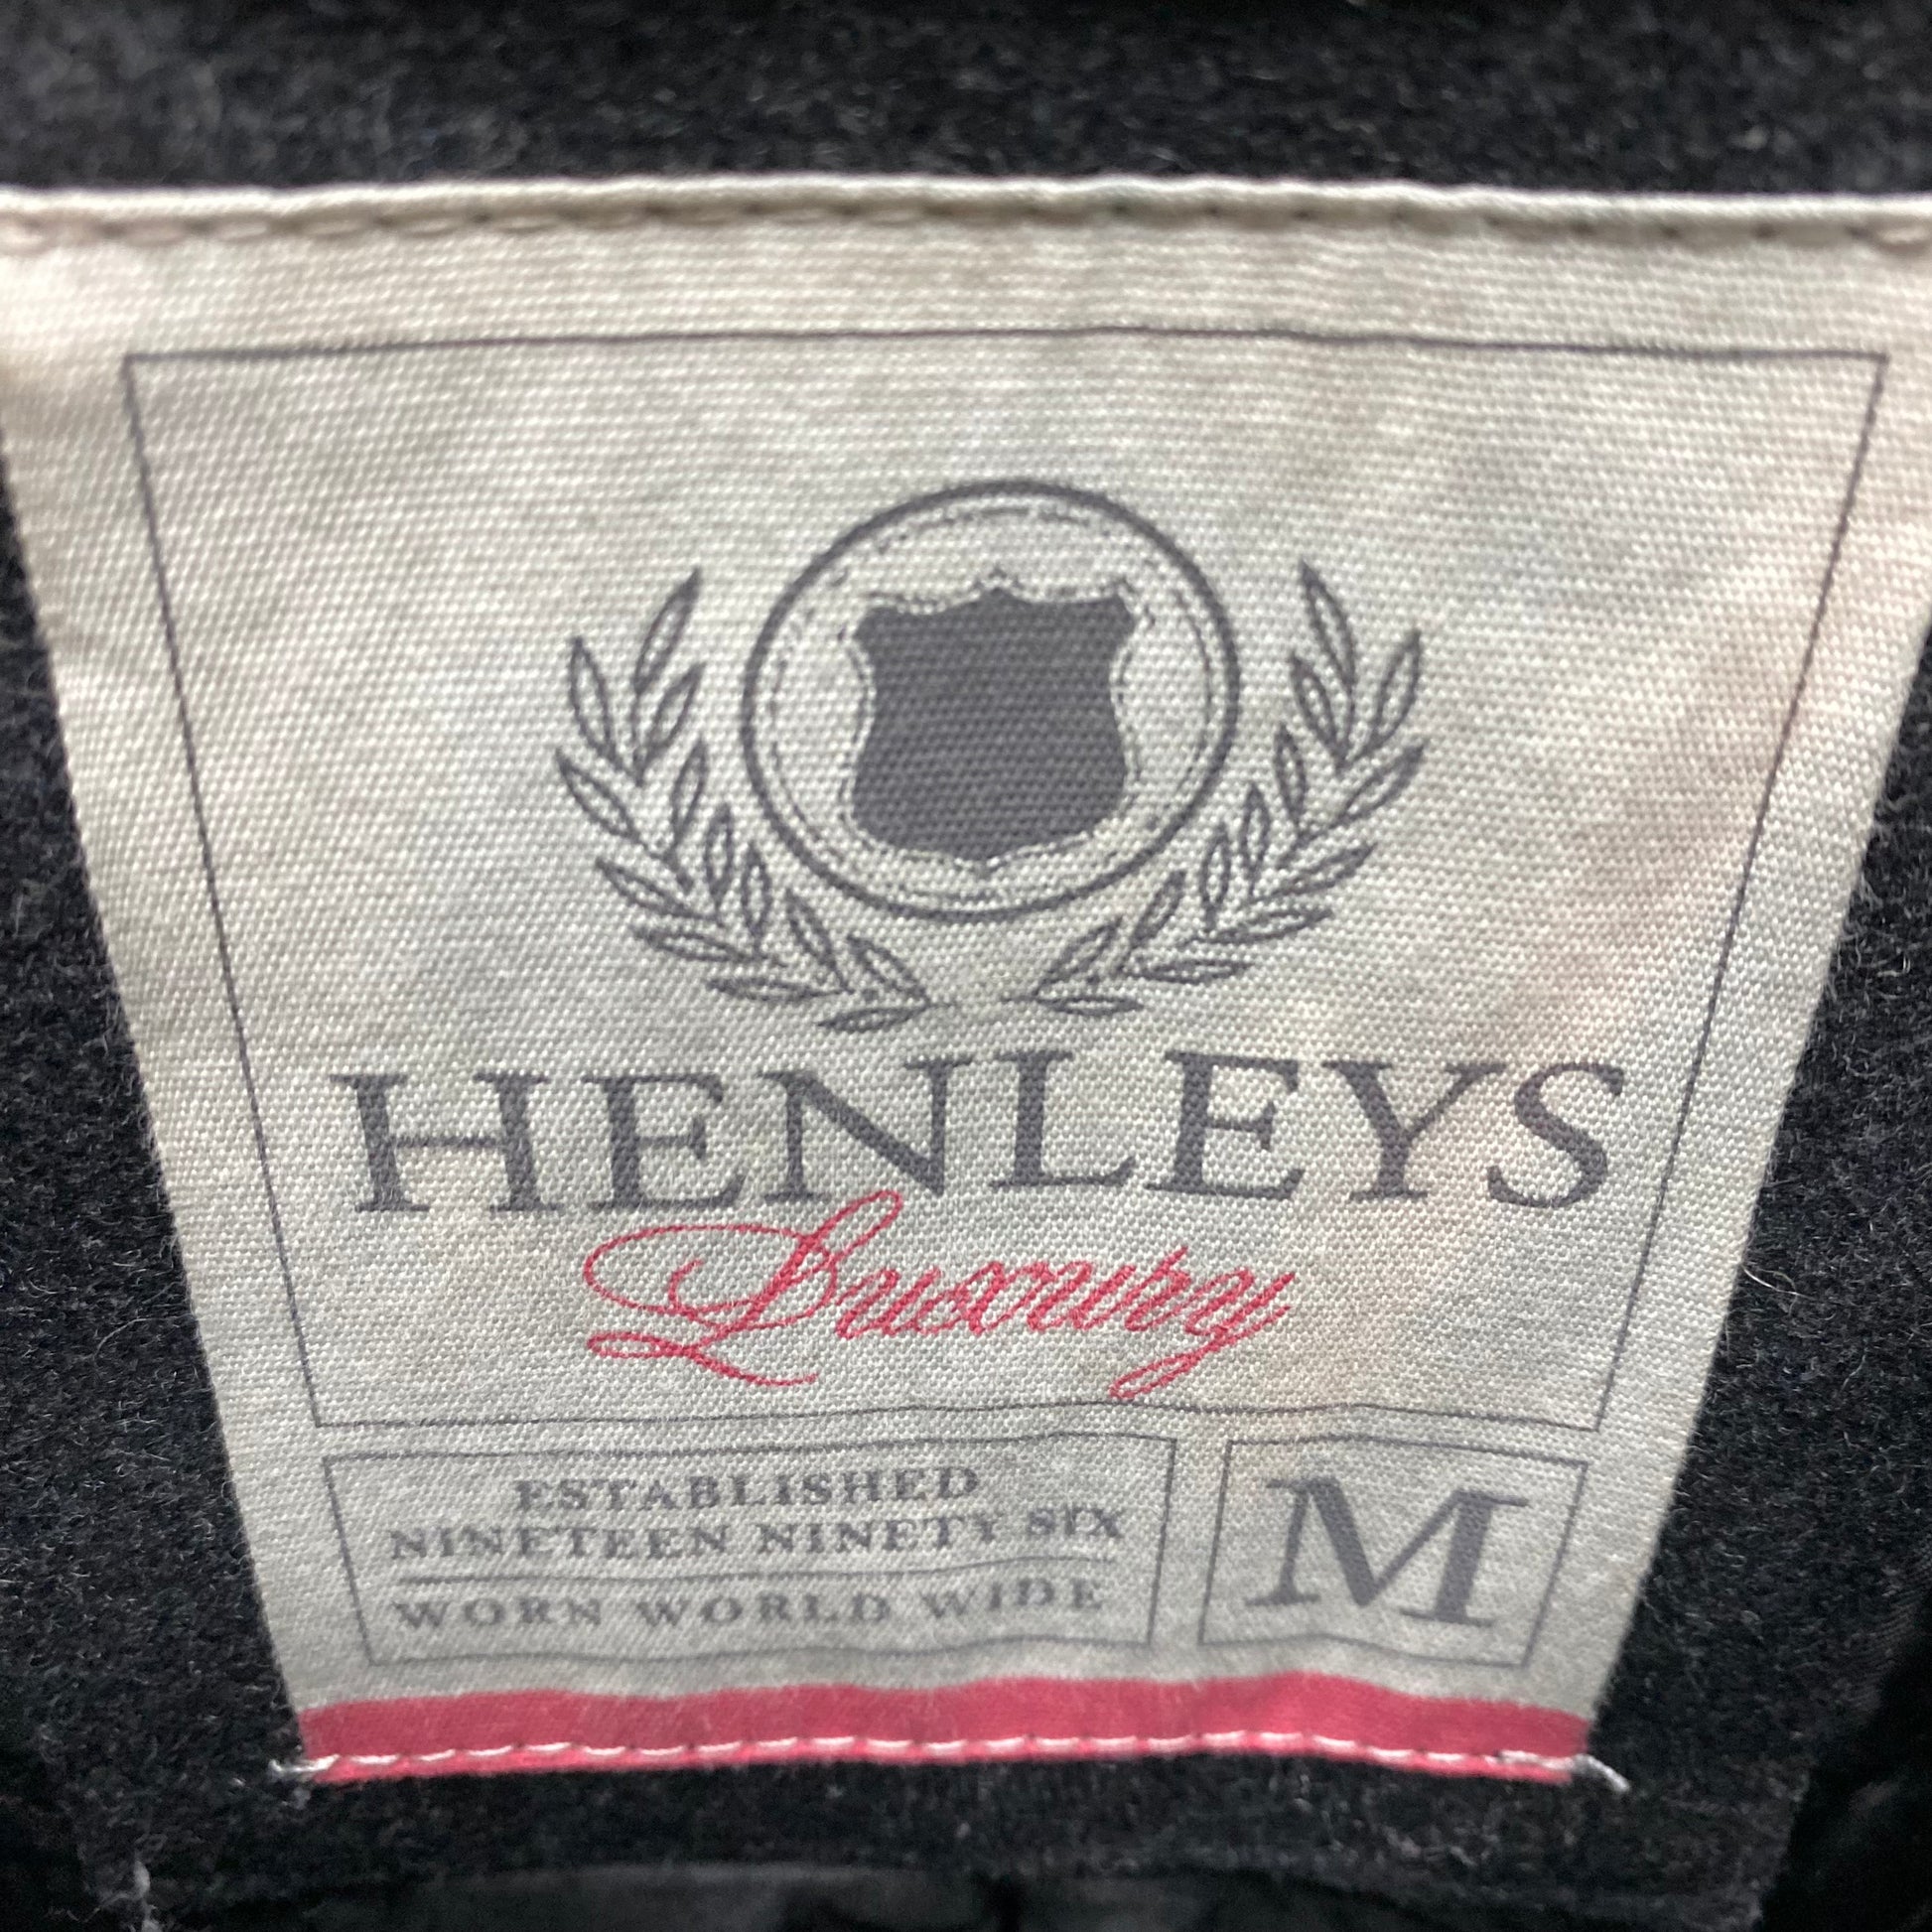 HENLEYS
Luxury
ESTABLISHED
NINETEEN NINETY SIX
WORN WORLD WIDE
M